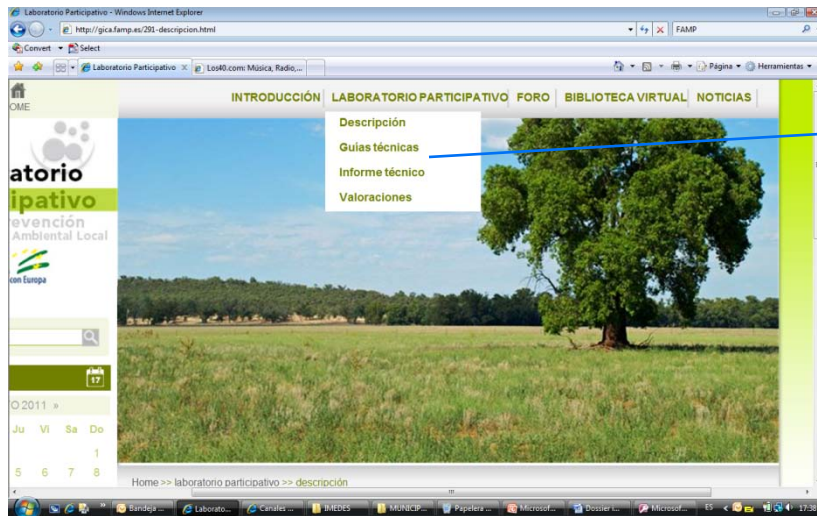 Laboratorio Participativo - Windows Internet Explorer
http://gica.famp.es/291-descripcion.html
FAMP
Convert Select
Laboratorio Participativo Los40.com: Música, Radio,...
Página Herramientas
OME
INTRODUCCIÓN LABORATORIO PARTICIPATIVO FORO BIBLIOTECA VIRTUAL NOTICIAS
Descripción
Guias técnicas
Informe técnico
Valoraciones
atorio
ipativo
evención
Ambiental Local
con Europa
17
O 2011 »
Ju Vi Sa Do
1
5 6 7 8
Home >> laboratorio participativo >> descripción
Bandeja ... Laborato... Canales ... IMEDES MUNICIP... Papelera ... Microsof... Dossier i... Microsof... ES 17:38